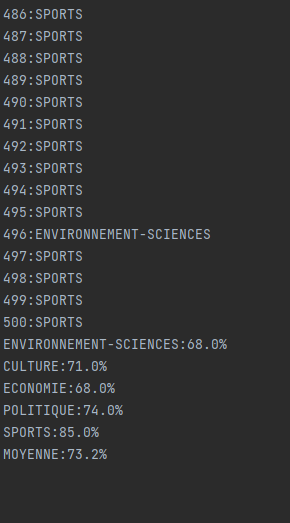 486:SPORTS
487:SPORTS
488:SPORTS
489:SPORTS
490:SPORTS
491:SPORTS
492:SPORTS
493:SPORTS
494:SPORTS
495:SPORTS
496:ENVIRONNEMENT-SCIENCES
497:SPORTS
498:SPORTS
499:SPORTS
500:SPORTS
ENVIRONNEMENT-SCIENCES:68.0%
CULTURE:71.0%
ECONOMIE:68.0%
POLITIQUE:74.0%
SPORTS:85.0%
MOYENNE:73.2%